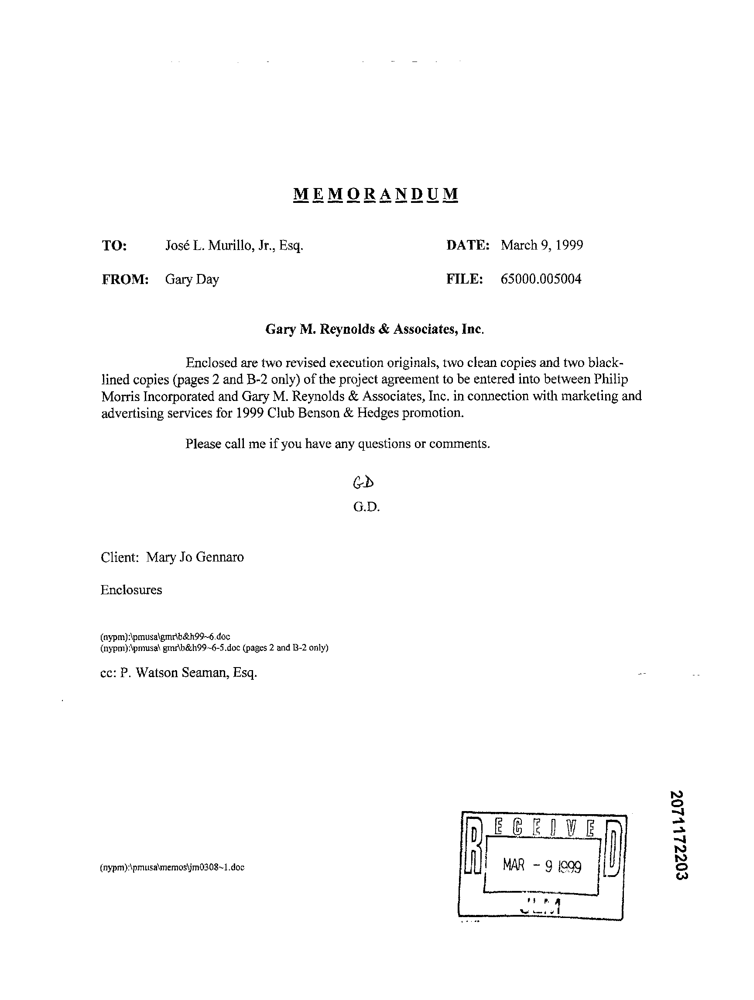 MEMORANDUM
TO: José L. Murillo, Jr., Esq. DATE: March 9, 1999
FROM: Gary Day FILE: 65000.005004
Gary M. Reynolds & Associates, Inc.
Enclosed are two revised execution originals, two clean copies and two black-
lined copies (pages 2 and B-2 only) of the project agreement to be entered into between Philip
Morris Incorporated and Gary M. Reynolds & Associates, Inc. in connection with marketing and
advertising services for 1999 Club Benson & Hedges promotion.
Please call me if you have any questions or comments.
GD
G.D.
Client: Mary Jo Gennaro
Enclosures
(nypm):\pmusa\gmr\b&h99~6.doc
(nypm):\pmusa\ gmr\b&h99~6-5.doc (pages 2 and B-2 only)
cc: P. Watson Seaman, Esq.
(nypm):\pmusa\memos\jm0308~1.doc
RECEIVED
MAR - 9 1999
JLM
2071172203